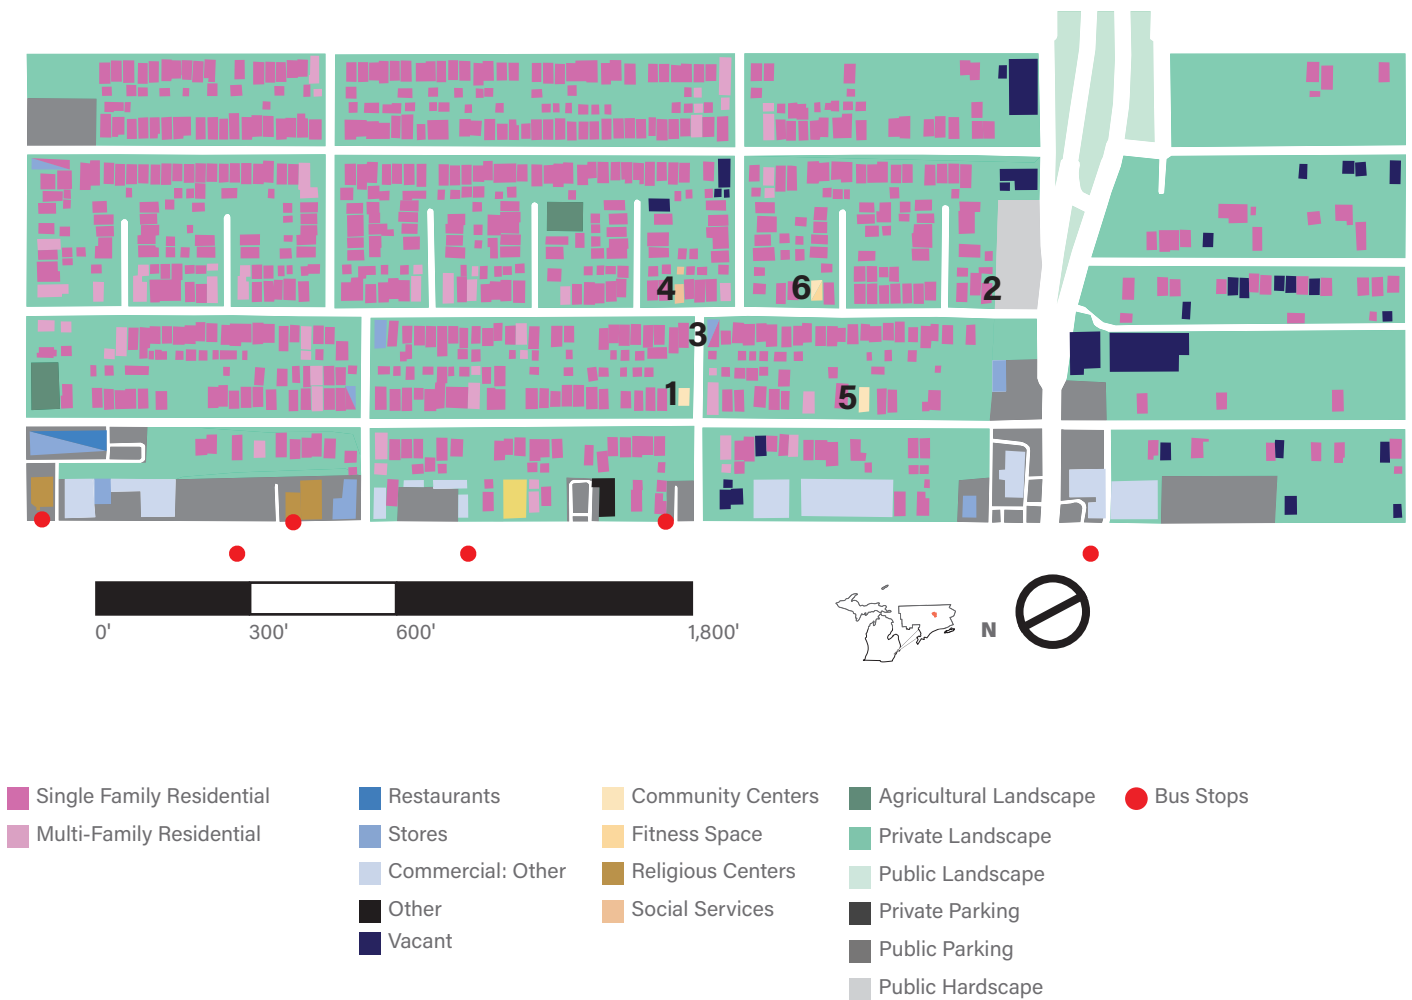 4
6
2
3
1
5
0'
300'
600'
1,800'
N
Single Family Residential
Multi-Family Residential
Restaurants
Stores
Commercial: Other
Other
Vacant
Community Centers
Fitness Space
Religious Centers
Social Services
Agricultural Landscape
Private Landscape
Public Landscape
Private Parking
Public Parking
Public Hardscape
Bus Stops